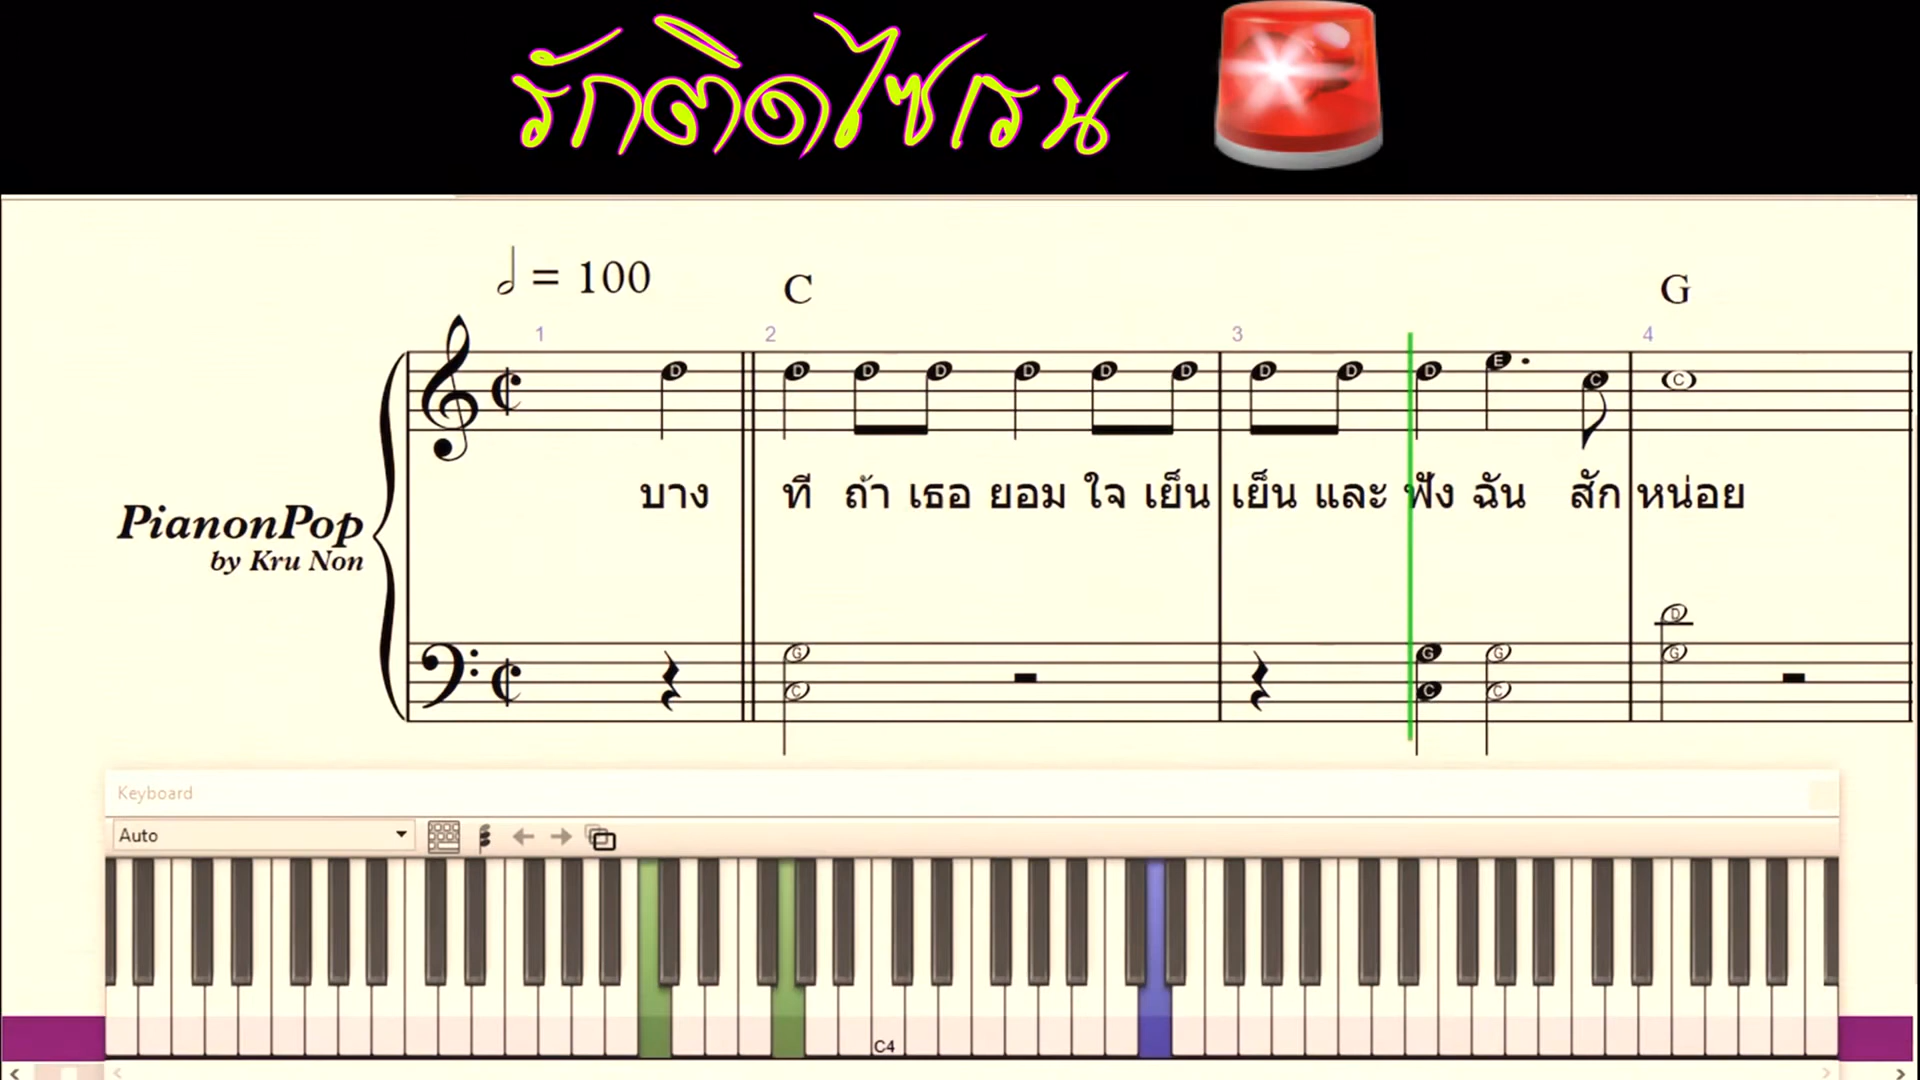 รักติดไซเรน
𝅗𝅥 = 100
C G
1 2 3 4
D D D D D D D D D D E C C
บาง ที ถ้า เธอ ยอม ใจ เย็น เย็น และ ฟัง ฉัน สัก หน่อย
PianonPop
by Kru Non
D
G G G G
C C C
Keyboard
Auto
C4